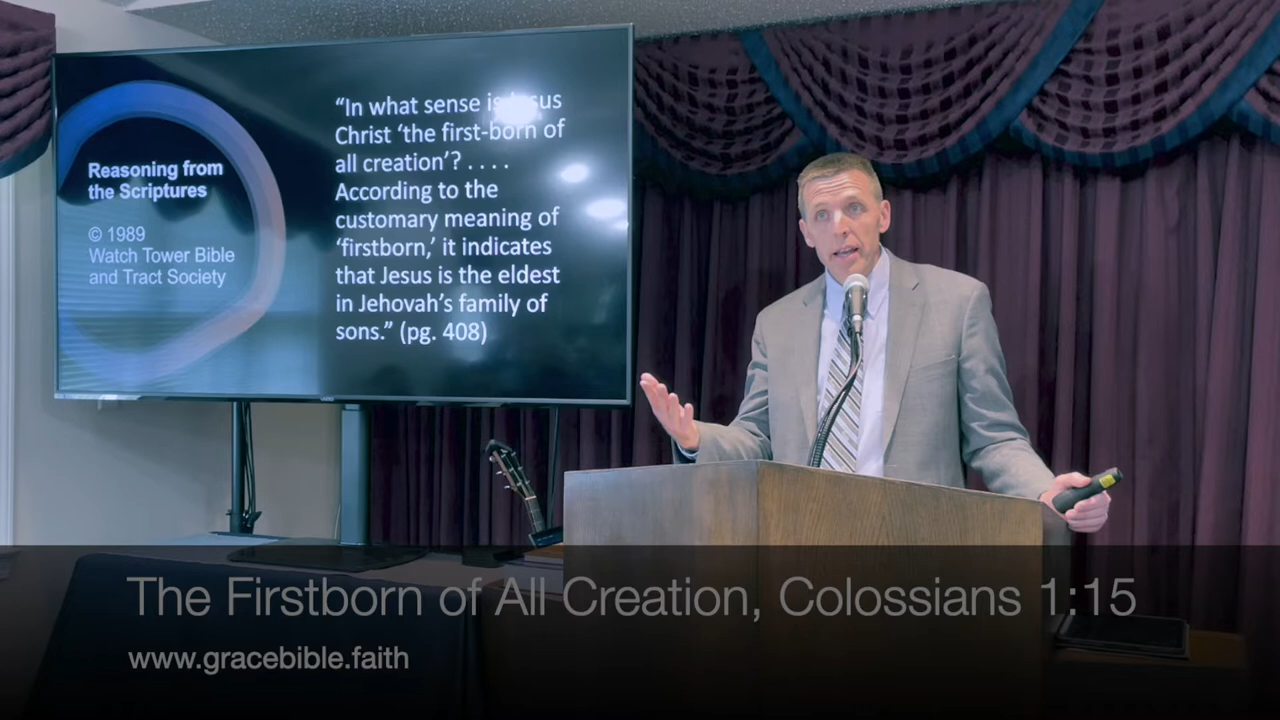 Reasoning from
the Scriptures
© 1989
Watch Tower Bible
and Tract Society
“In what sense is Jesus
Christ ‘the first-born of
all creation’? . . . .
According to the
customary meaning of
‘firstborn,’ it indicates
that Jesus is the eldest
in Jehovah’s family of
sons.” (pg. 408)
The Firstborn of All Creation, Colossians 1:15
www.gracebible.faith